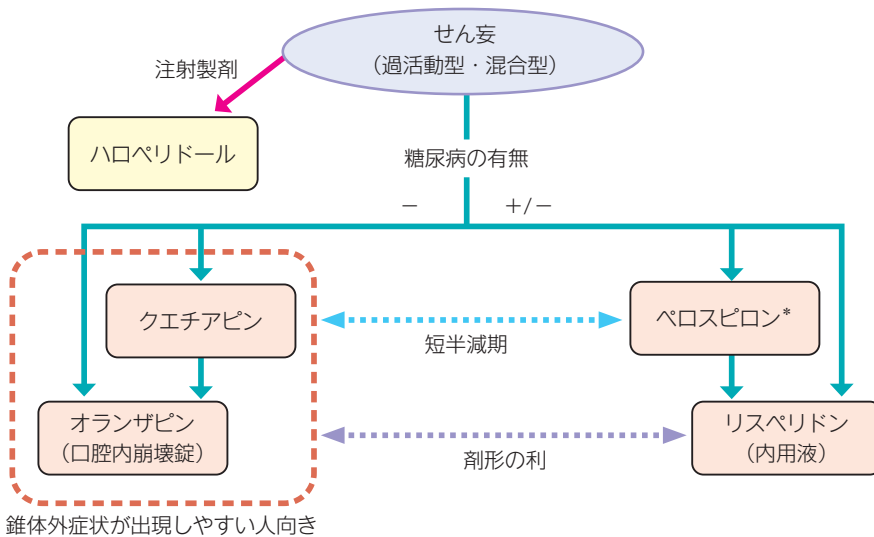 せん妄
（過活動型・混合型）
注射製剤
ハロペリドール
糖尿病の有無
－
+/－
クエチアピン
ペロスピロン*
短半減期
オランザピン
（口腔内崩壊錠）
リスペリドン
（内用液）
剤形の利
錐体外症状が出現しやすい人向き